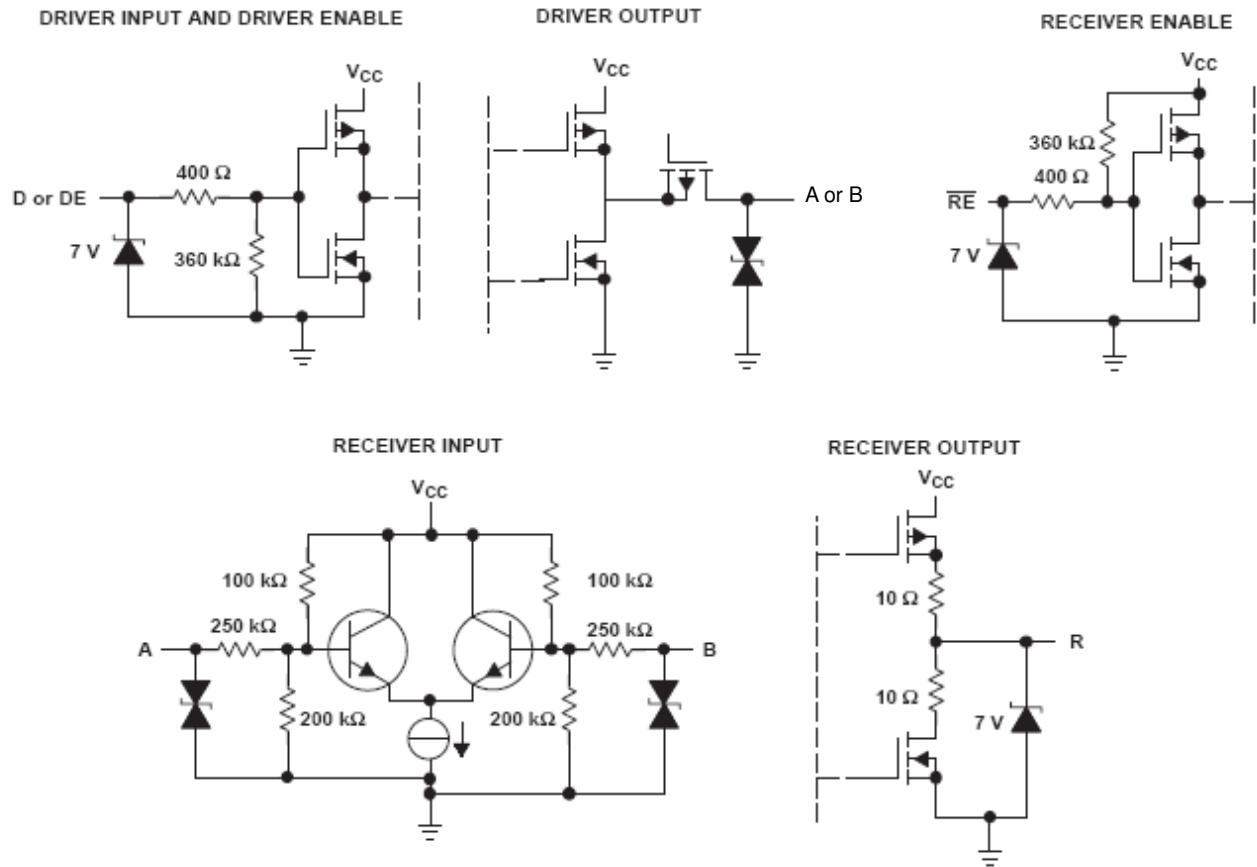 DRIVER INPUT AND DRIVER ENABLE
VCC
400 Ω
D or DE
7 V
360 kΩ
DRIVER OUTPUT
VCC
A or B
RECEIVER ENABLE
VCC
360 kΩ
400 Ω
R̅E̅
7 V
RECEIVER INPUT
VCC
100 kΩ
100 kΩ
250 kΩ
250 kΩ
A
B
200 kΩ
200 kΩ
RECEIVER OUTPUT
VCC
10 Ω
R
10 Ω
7 V